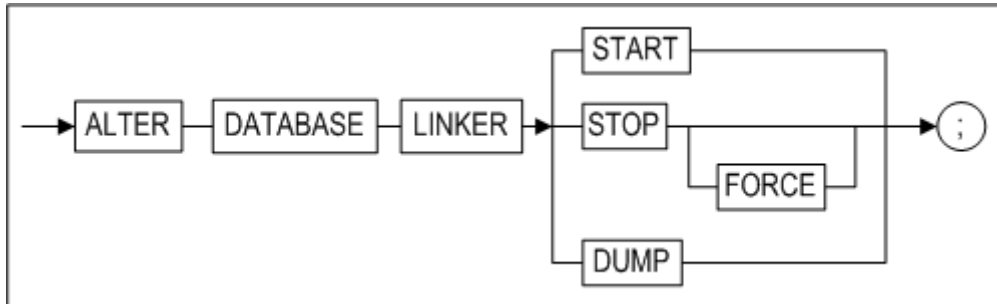 START
ALTER DATABASE LINKER STOP ;
FORCE
DUMP